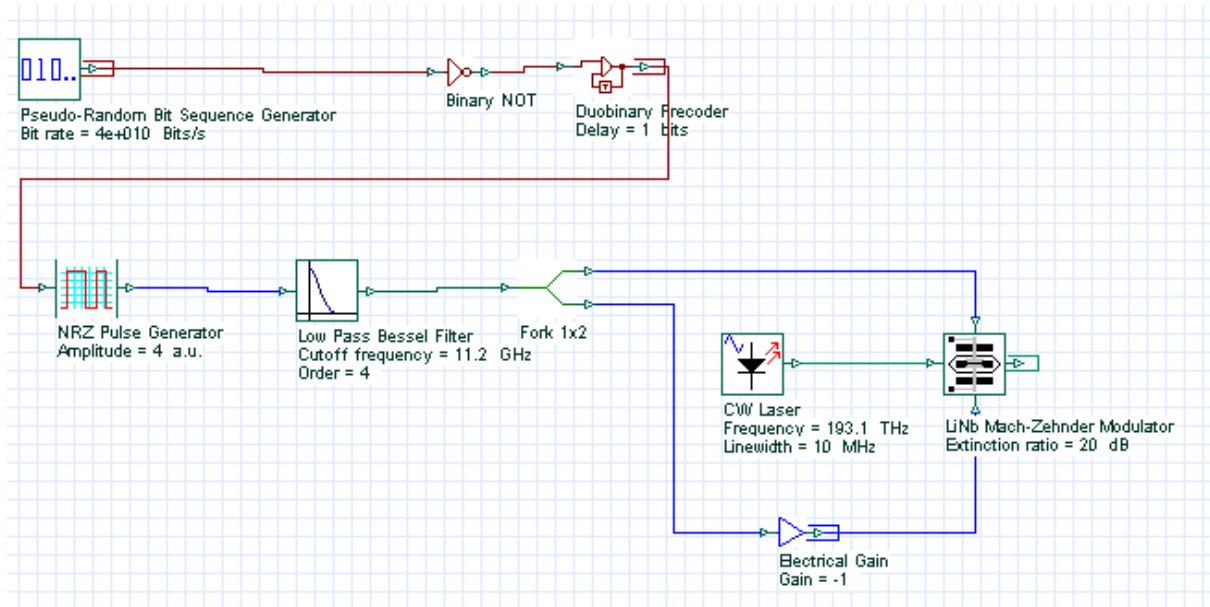 010..
Pseudo-Random Bit Sequence Generator
Bit rate = 4e+010 Bits/s
Binary NOT
T
Duobinary Precoder
Delay = 1 bits
NRZ Pulse Generator
Amplitude = 4 a.u.
Low Pass Bessel Filter
Cutoff frequency = 11.2 GHz
Order = 4
Fork 1x2
CW Laser
Frequency = 193.1 THz
Linewidth = 10 MHz
LiNb Mach-Zehnder Modulator
Extinction ratio = 20 dB
Electrical Gain
Gain = -1